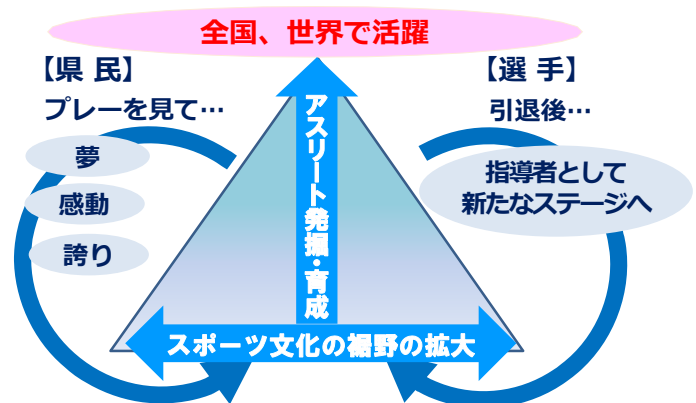 全国、世界で活躍
【県 民】
プレーを見て…
夢
感動
誇り
【選 手】
引退後…
指導者として
新たなステージへ
アスリート発掘・育成
スポーツ文化の裾野の拡大